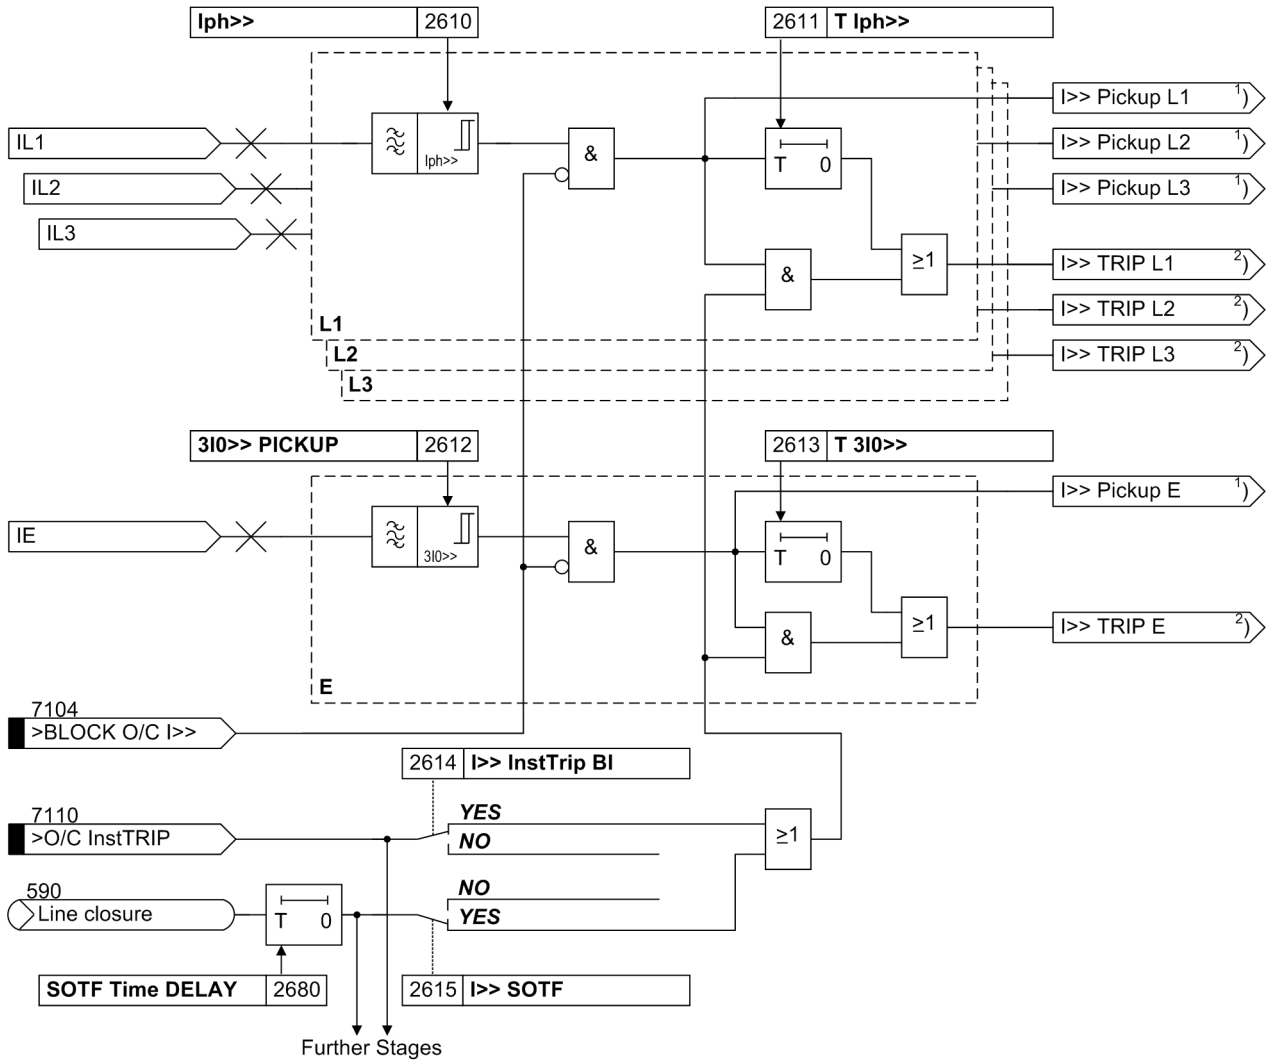 Iph>> 2610
2611 T Iph>>
I>> Pickup L1 1)
IL1
Iph>>
&
T 0
I>> Pickup L2 1)
IL2
I>> Pickup L3 1)
IL3
&
≥1
I>> TRIP L1 2)
I>> TRIP L2 2)
L1
L2
I>> TRIP L3 2)
L3
3I0>> PICKUP 2612
2613 T 3I0>>
I>> Pickup E 1)
IE
3I0>>
&
T 0
&
≥1
I>> TRIP E 2)
E
7104
>BLOCK O/C I>>
2614 I>> InstTrip BI
7110
>O/C InstTRIP
YES
NO
≥1
590
Line closure
T 0
NO
YES
SOTF Time DELAY 2680
2615 I>> SOTF
Further Stages